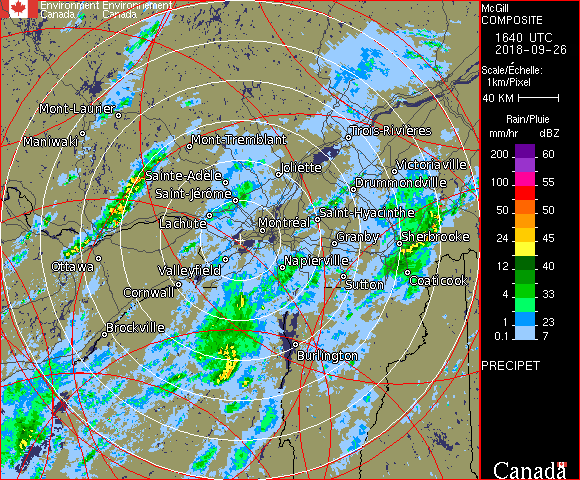 Environment Environnement
Canada Canada
McGill
COMPOSITE
1640 UTC
2018-09-26
Scale/Échelle:
1km/Pixel
40 KM
Rain/Pluie
mm/hr dBZ
200 60
100 55
50 50
24 45
12 40
4 33
1 23
0.1 7
PRECIPET
Canada
Mont-Laurier
Maniwaki
Mont-Tremblant
Trois-Rivières
Sainte-Adèle
Joliette
Victoriaville
Saint-Jérôme
Drummondville
Lachute
Montréal
Saint-Hyacinthe
Granby
Sherbrooke
Ottawa
Valleyfield
Napierville
Cornwall
Sutton
Coaticook
Brockville
Burlington